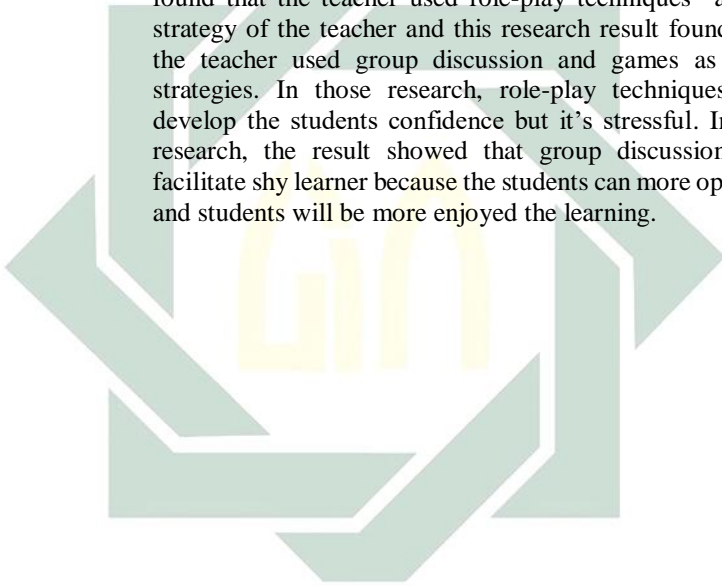 found that the teacher used role-play techniques a
strategy of the teacher and this research result found
the teacher used group discussion and games as
strategies. In those research, role-play techniques
develop the students confidence but it's stressful. In
research, the result showed that group discussion
facilitate shy learner because the students can more op
and students will be more enjoyed the learning.